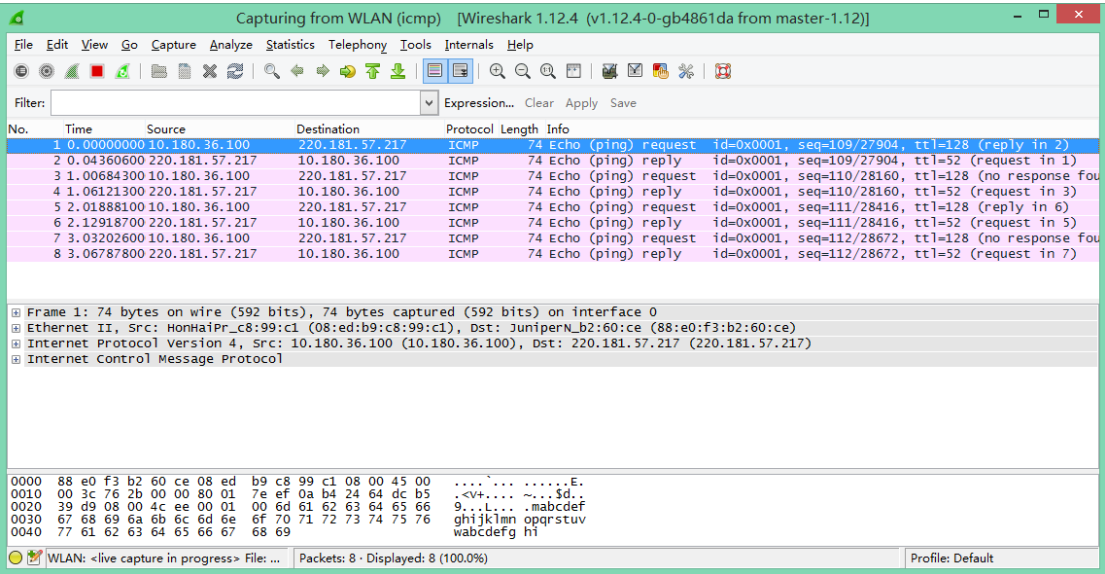 Capturing from WLAN (icmp) [Wireshark 1.12.4 (v1.12.4-0-gb4861da from master-1.12)]
File Edit View Go Capture Analyze Statistics Telephony Tools Internals Help
Filter: Expression... Clear Apply Save
No. Time Source Destination Protocol Length Info
1 0.00000000 10.180.36.100 220.181.57.217 ICMP 74 Echo (ping) request id=0x0001, seq=109/27904, ttl=128 (reply in 2)
2 0.04360600 220.181.57.217 10.180.36.100 ICMP 74 Echo (ping) reply id=0x0001, seq=109/27904, ttl=52 (request in 1)
3 1.00684300 10.180.36.100 220.181.57.217 ICMP 74 Echo (ping) request id=0x0001, seq=110/28160, ttl=128 (no response fou
4 1.06121300 220.181.57.217 10.180.36.100 ICMP 74 Echo (ping) reply id=0x0001, seq=110/28160, ttl=52 (request in 3)
5 2.01888100 10.180.36.100 220.181.57.217 ICMP 74 Echo (ping) request id=0x0001, seq=111/28416, ttl=128 (reply in 6)
6 2.12918700 220.181.57.217 10.180.36.100 ICMP 74 Echo (ping) reply id=0x0001, seq=111/28416, ttl=52 (request in 5)
7 3.03202600 10.180.36.100 220.181.57.217 ICMP 74 Echo (ping) request id=0x0001, seq=112/28672, ttl=128 (no response fou
8 3.06787800 220.181.57.217 10.180.36.100 ICMP 74 Echo (ping) reply id=0x0001, seq=112/28672, ttl=52 (request in 7)
Frame 1: 74 bytes on wire (592 bits), 74 bytes captured (592 bits) on interface 0
Ethernet II, Src: HonHaiPr_c8:99:c1 (08:ed:b9:c8:99:c1), Dst: JuniperN_b2:60:ce (88:e0:f3:b2:60:ce)
Internet Protocol Version 4, Src: 10.180.36.100 (10.180.36.100), Dst: 220.181.57.217 (220.181.57.217)
Internet Control Message Protocol
0000 88 e0 f3 b2 60 ce 08 ed b9 c8 99 c1 08 00 45 00 ....`... ......E.
0010 00 3c 76 2b 00 00 80 01 7e ef 0a b4 24 64 dc b5 .<v+.... ~...$d..
0020 39 d9 08 00 4c ee 00 01 00 6d 61 62 63 64 65 66 9...L... .mabcdef
0030 67 68 69 6a 6b 6c 6d 6e 6f 70 71 72 73 74 75 76 ghijklmn opqrstuv
0040 77 61 62 63 64 65 66 67 68 69 wabcdefg hi
WLAN: <live capture in progress> File: ... Packets: 8 · Displayed: 8 (100.0%) Profile: Default